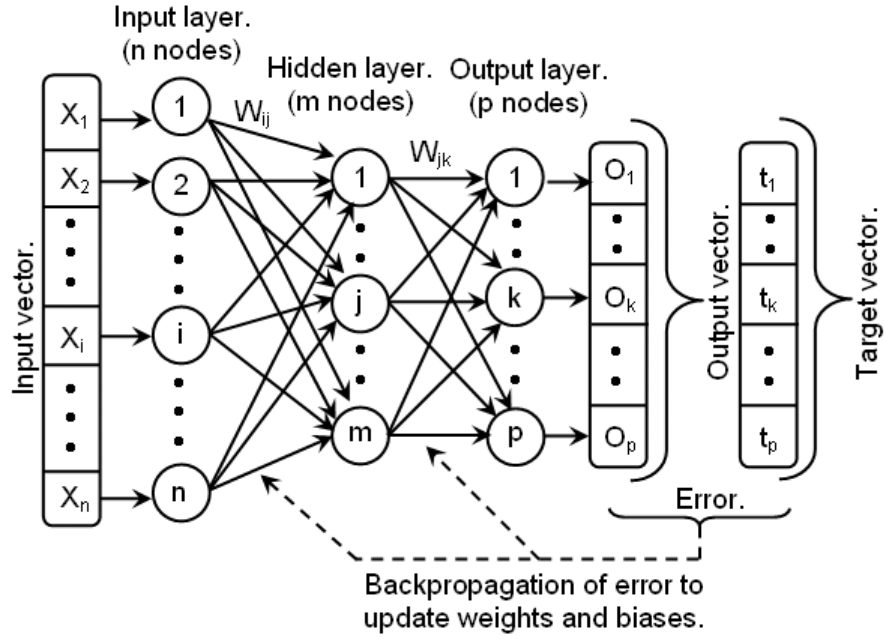 Input layer.
(n nodes)
Hidden layer.
(m nodes)
Output layer.
(p nodes)
Input vector.
X1
X2
Xi
Xn
1
2
i
n
Wij
1
j
m
Wjk
1
k
p
O1
Ok
Op
Output vector.
t1
tk
tp
Target vector.
Error.
Backpropagation of error to
update weights and biases.